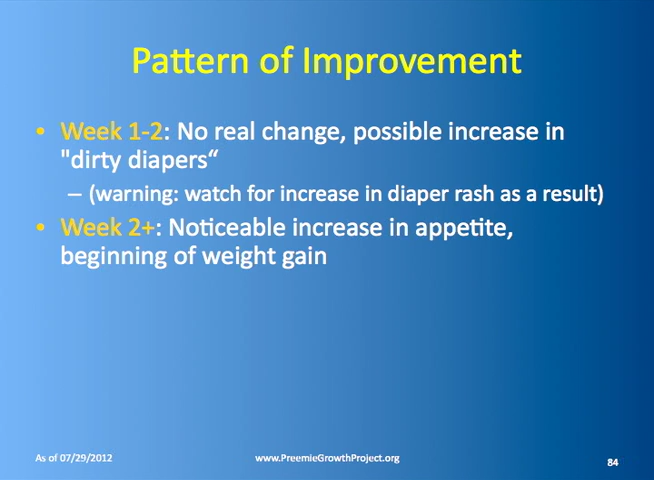 Pattern of Improvement
• Week 1-2: No real change, possible increase in
"dirty diapers“
– (warning: watch for increase in diaper rash as a result)
• Week 2+: Noticeable increase in appetite,
beginning of weight gain
As of 07/29/2012
www.PreemieGrowthProject.org
84